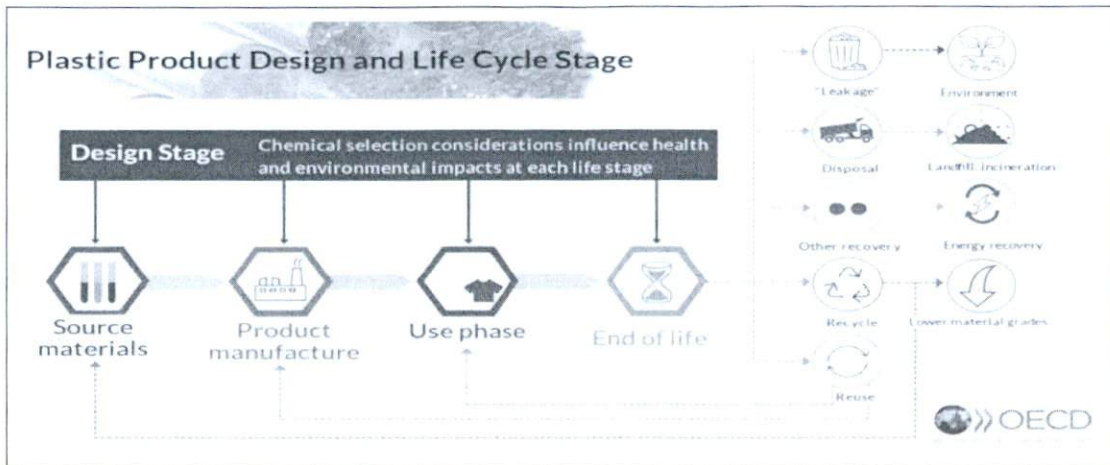 Plastic Product Design and Life Cycle Stage
Design Stage
Chemical selection considerations influence health
and environmental impacts at each life stage
Source
materials
Product
manufacture
Use phase
End of life
"Leakage"
Environment
Disposal
Landfill, incineration
Other recovery
Energy recovery
Recycle
Lower material grades
Reuse
OECD